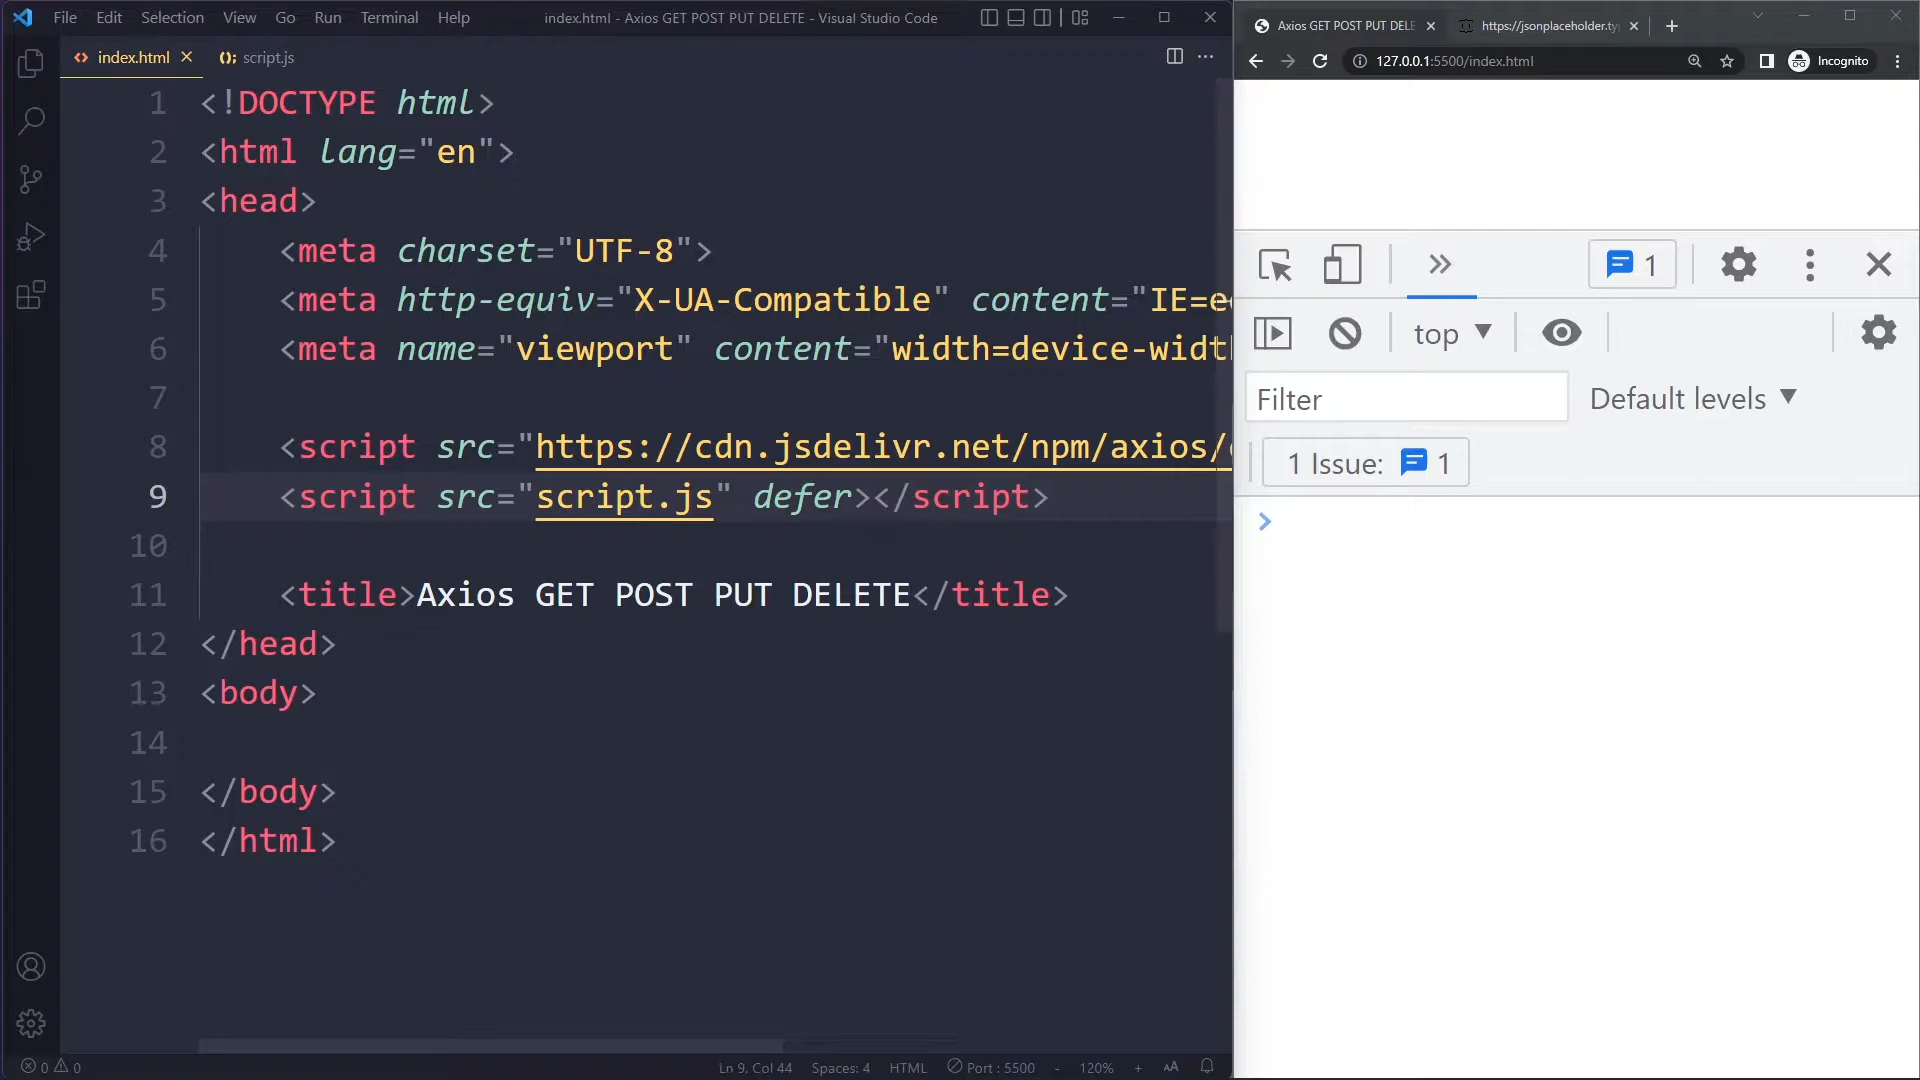 File Edit Selection View Go Run Terminal Help index.html - Axios GET POST PUT DELETE - Visual Studio Code
index.html script.js
1 <!DOCTYPE html>
2 <html lang="en">
3 <head>
4 <meta charset="UTF-8">
5 <meta http-equiv="X-UA-Compatible" content="IE=e
6 <meta name="viewport" content="width=device-widt
7
8 <script src="https://cdn.jsdelivr.net/npm/axios/
9 <script src="script.js" defer></script>
10
11 <title>Axios GET POST PUT DELETE</title>
12 </head>
13 <body>
14
15 </body>
16 </html>
0 0 Ln 9, Col 44 Spaces: 4 HTML Port : 5500 - 120% + AA
Axios GET POST PUT DELE https://jsonplaceholder.ty
127.0.0.1:5500/index.html Incognito
1
top
Filter Default levels
1 Issue: 1